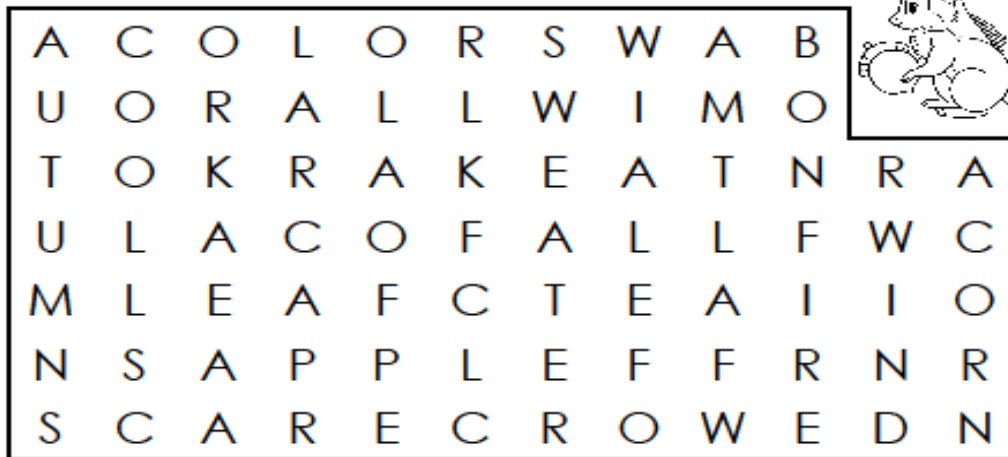 A C O L O R S W A B
U O R A L L W I M O
T O K R A K E A T N R A
U L A C O F A L L F W C
M L E A F C T E A I I O
N S A P P L E F F R N R
S C A R E C R O W E D N